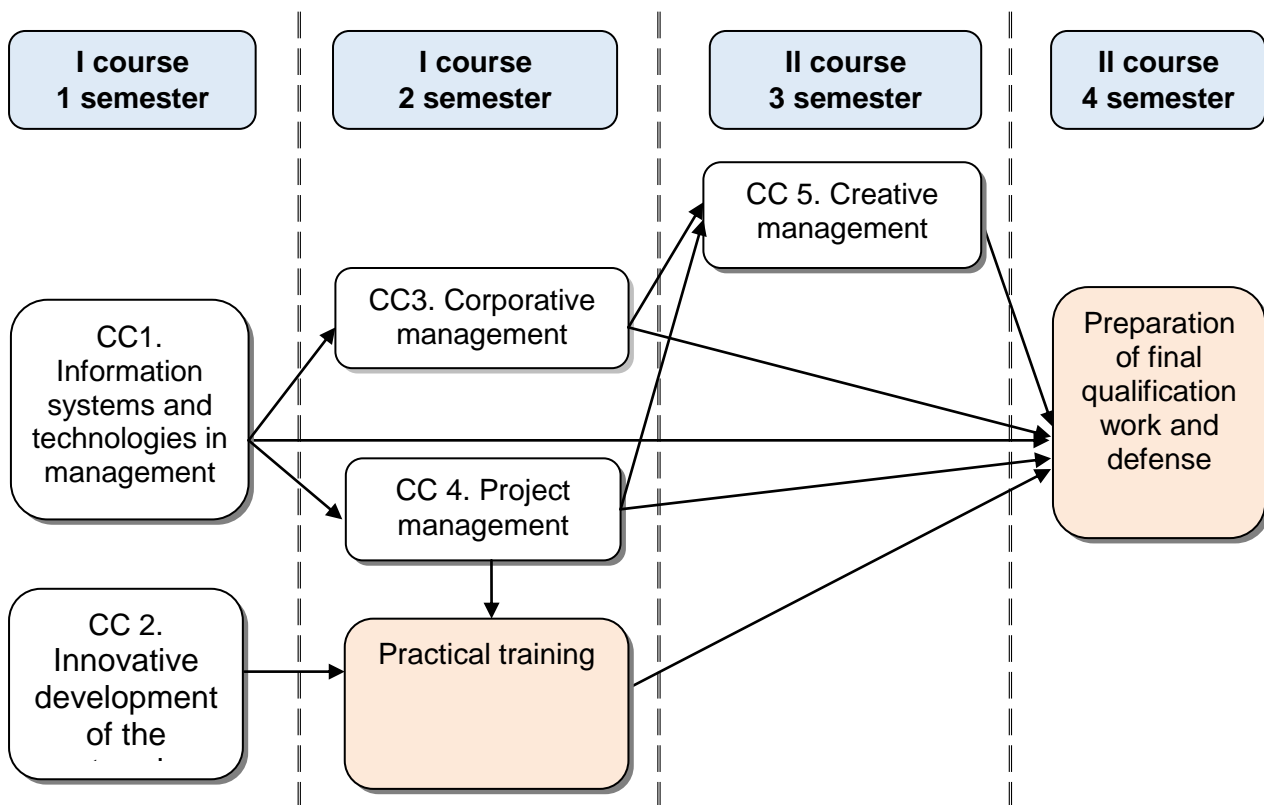 I course
1 semester
I course
2 semester
II course
3 semester
II course
4 semester
CC 5. Creative
management
CC3. Corporative
management
CC1.
Information
systems and
technologies in
management
Preparation
of final
qualification
work and
defense
CC 4. Project
management
CC 2.
Innovative
development
of the
Practical training